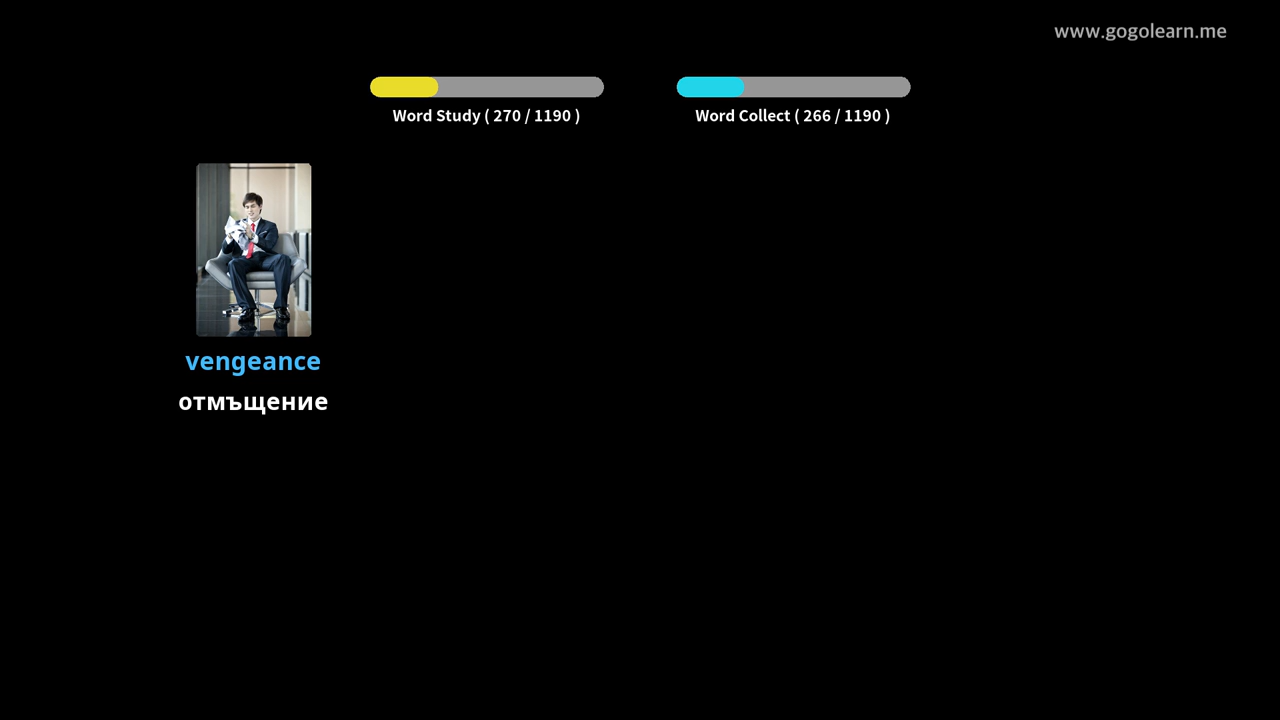 www.gogolearn.me
Word Study ( 270 / 1190 )
Word Collect ( 266 / 1190 )
vengeance
отмъщение